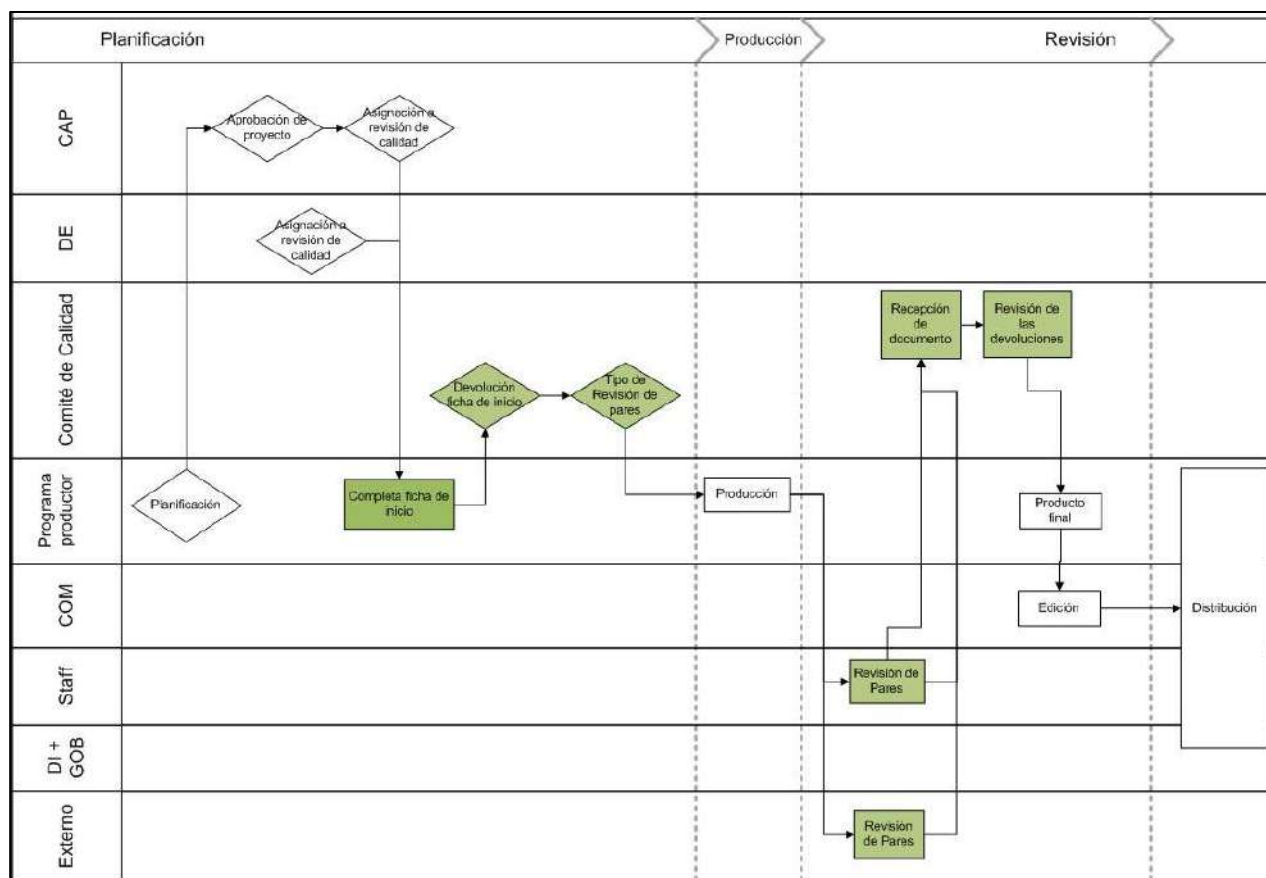 Planificación
Producción
Revisión
CAP
Aprobación de
proyecto
Asignación a
revisión de
calidad
DE
Asignación a
revisión de
calidad
Comité de Calidad
Devolución
ficha de inicio
Tipo de
Revisión de
pares
Recepción
de
documento
Revisión de
las
devoluciones
Programa
productor
Planificación
Completa ficha de
inicio
Producción
Producto
final
COM
Edición
Distribución
Staff
Revisión de
Pares
DI +
GOB
Externo
Revisión
de Pares